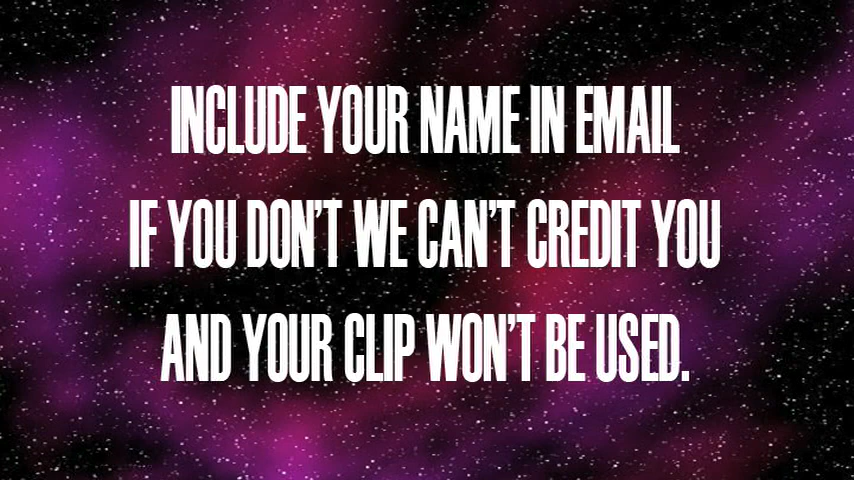 INCLUDE YOUR NAME IN EMAIL
IF YOU DON'T WE CAN'T CREDIT YOU
AND YOUR CLIP WON'T BE USED.